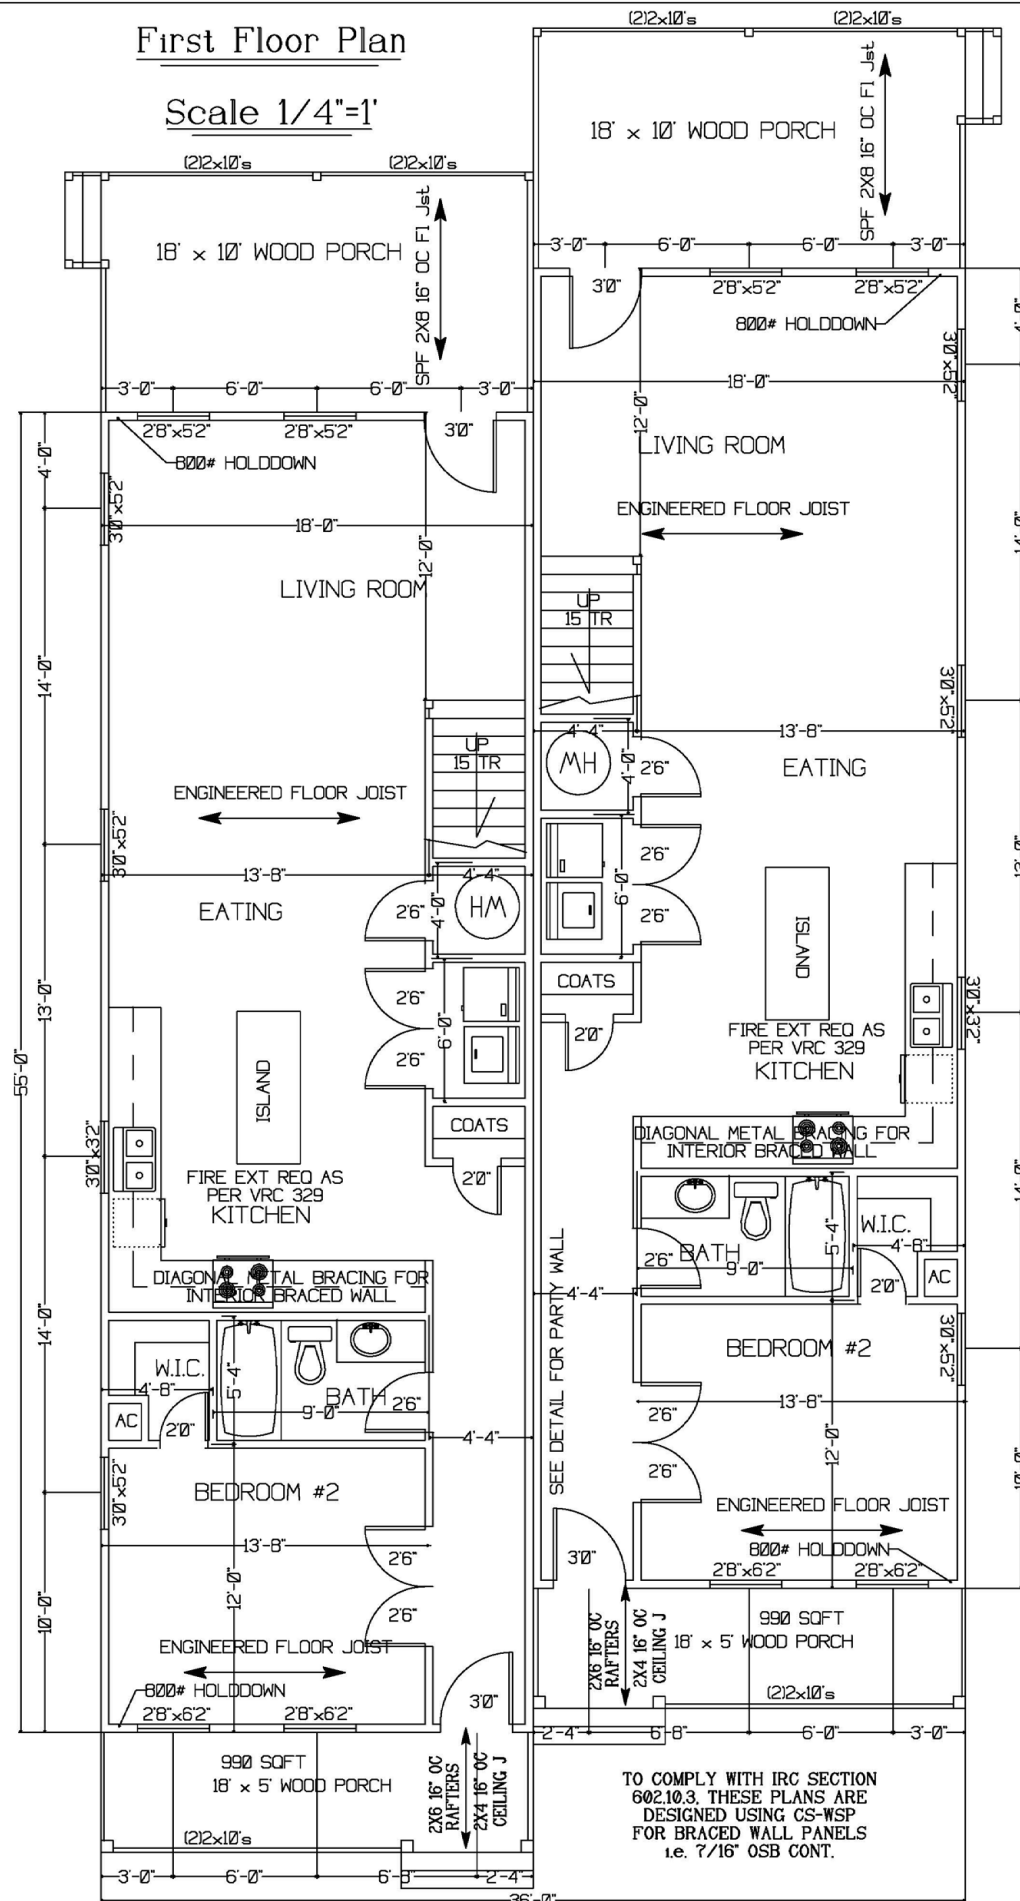 First Floor Plan
Scale 1/4"=1'
(2)2x10's
(2)2x10's
18' x 10' WOOD PORCH
SPF 2X8 16" OC Fl Jst
3'-0"
6'-0"
6'-0"
3'-0"
3'0"
2'8"x5'2"
2'8"x5'2"
800# HOLDDOWN
3'0"x5'2"
18'-0"
12'-0"
LIVING ROOM
ENGINEERED FLOOR JOIST
UP
15 TR
3'0"x5'2"
4'-4"
13'-8"
WH
4'-0"
2'6"
EATING
2'6"
2'6"
6'-0"
COATS
2'0"
ISLAND
3'0"x3'2"
FIRE EXT REQ AS
PER VRC 329
KITCHEN
DIAGONAL METAL BRACING FOR
INTERIOR BRACED WALL
W.I.C.
4'-8"
5'-4"
BATH
9'-0"
2'6"
AC
2'0"
4'-4"
SEE DETAIL FOR PARTY WALL
BEDROOM #2
3'0"x5'2"
13'-8"
12'-0"
2'6"
2'6"
ENGINEERED FLOOR JOIST
800# HOLDDOWN
2'8"x6'2"
2'8"x6'2"
3'0"
990 SQFT
18' x 5' WOOD PORCH
2X6 16" OC
RAFTERS
2X4 16" OC
CEILING J
(2)2x10's
2'-4"
6'-8"
6'-0"
3'-0"
4'-0"
14'-0"
13'-0"
14'-0"
10'-0"
(2)2x10's
(2)2x10's
18' x 10' WOOD PORCH
SPF 2X8 16" OC Fl Jst
3'-0"
6'-0"
6'-0"
3'-0"
3'0"
2'8"x5'2"
2'8"x5'2"
800# HOLDDOWN
3'0"x5'2"
18'-0"
12'-0"
LIVING ROOM
UP
15 TR
ENGINEERED FLOOR JOIST
3'0"x5'2"
13'-8"
4'-4"
EATING
2'6"
4'-0"
WH
2'6"
2'6"
6'-0"
COATS
2'0"
ISLAND
3'0"x3'2"
FIRE EXT REQ AS
PER VRC 329
KITCHEN
DIAGONAL METAL BRACING FOR
INTERIOR BRACED WALL
W.I.C.
4'-8"
5'-4"
BATH
9'-0"
2'6"
AC
2'0"
4'-4"
BEDROOM #2
3'0"x5'2"
13'-8"
12'-0"
2'6"
2'6"
ENGINEERED FLOOR JOIST
800# HOLDDOWN
2'8"x6'2"
2'8"x6'2"
3'0"
990 SQFT
18' x 5' WOOD PORCH
2X6 16" OC
RAFTERS
2X4 16" OC
CEILING J
(2)2x10's
3'-0"
6'-0"
6'-8"
2'-4"
4'-0"
14'-0"
13'-0"
14'-0"
10'-0"
55'-0"
36'-0"
TO COMPLY WITH IRC SECTION
602.10.3, THESE PLANS ARE
DESIGNED USING CS-WSP
FOR BRACED WALL PANELS
i.e. 7/16" OSB CONT.